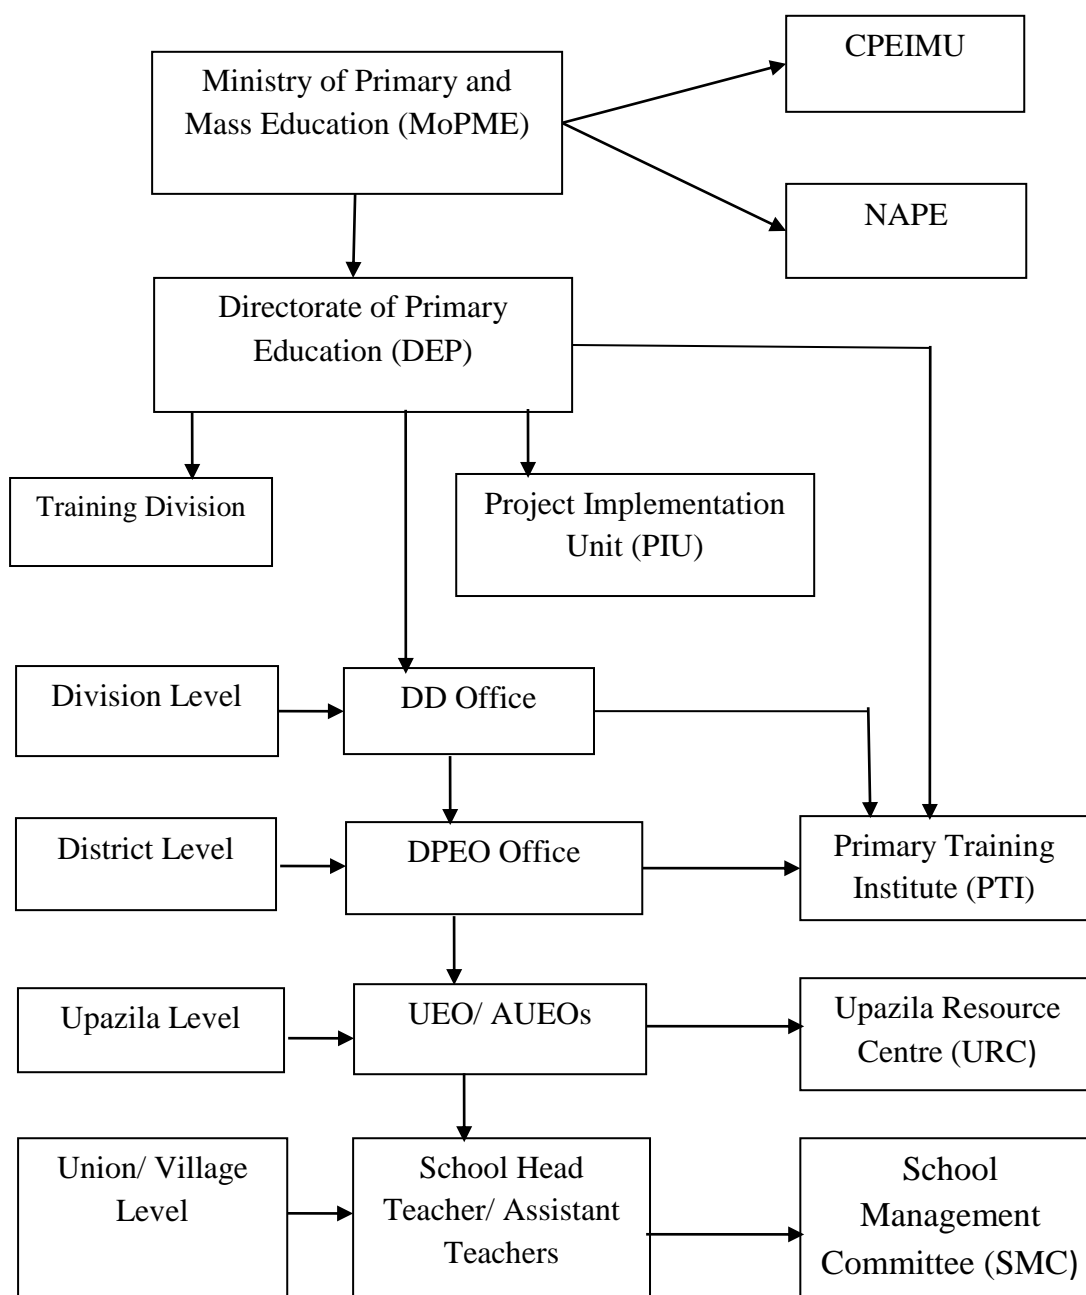 CPEIMU
Ministry of Primary and
Mass Education (MoPME)
NAPE
Directorate of Primary
Education (DEP)
Training Division
Project Implementation
Unit (PIU)
Division Level
DD Office
District Level
DPEO Office
Primary Training
Institute (PTI)
Upazila Level
UEO/ AUEOs
Upazila Resource
Centre (URC)
Union/ Village
Level
School Head
Teacher/ Assistant
Teachers
School
Management
Committee (SMC)